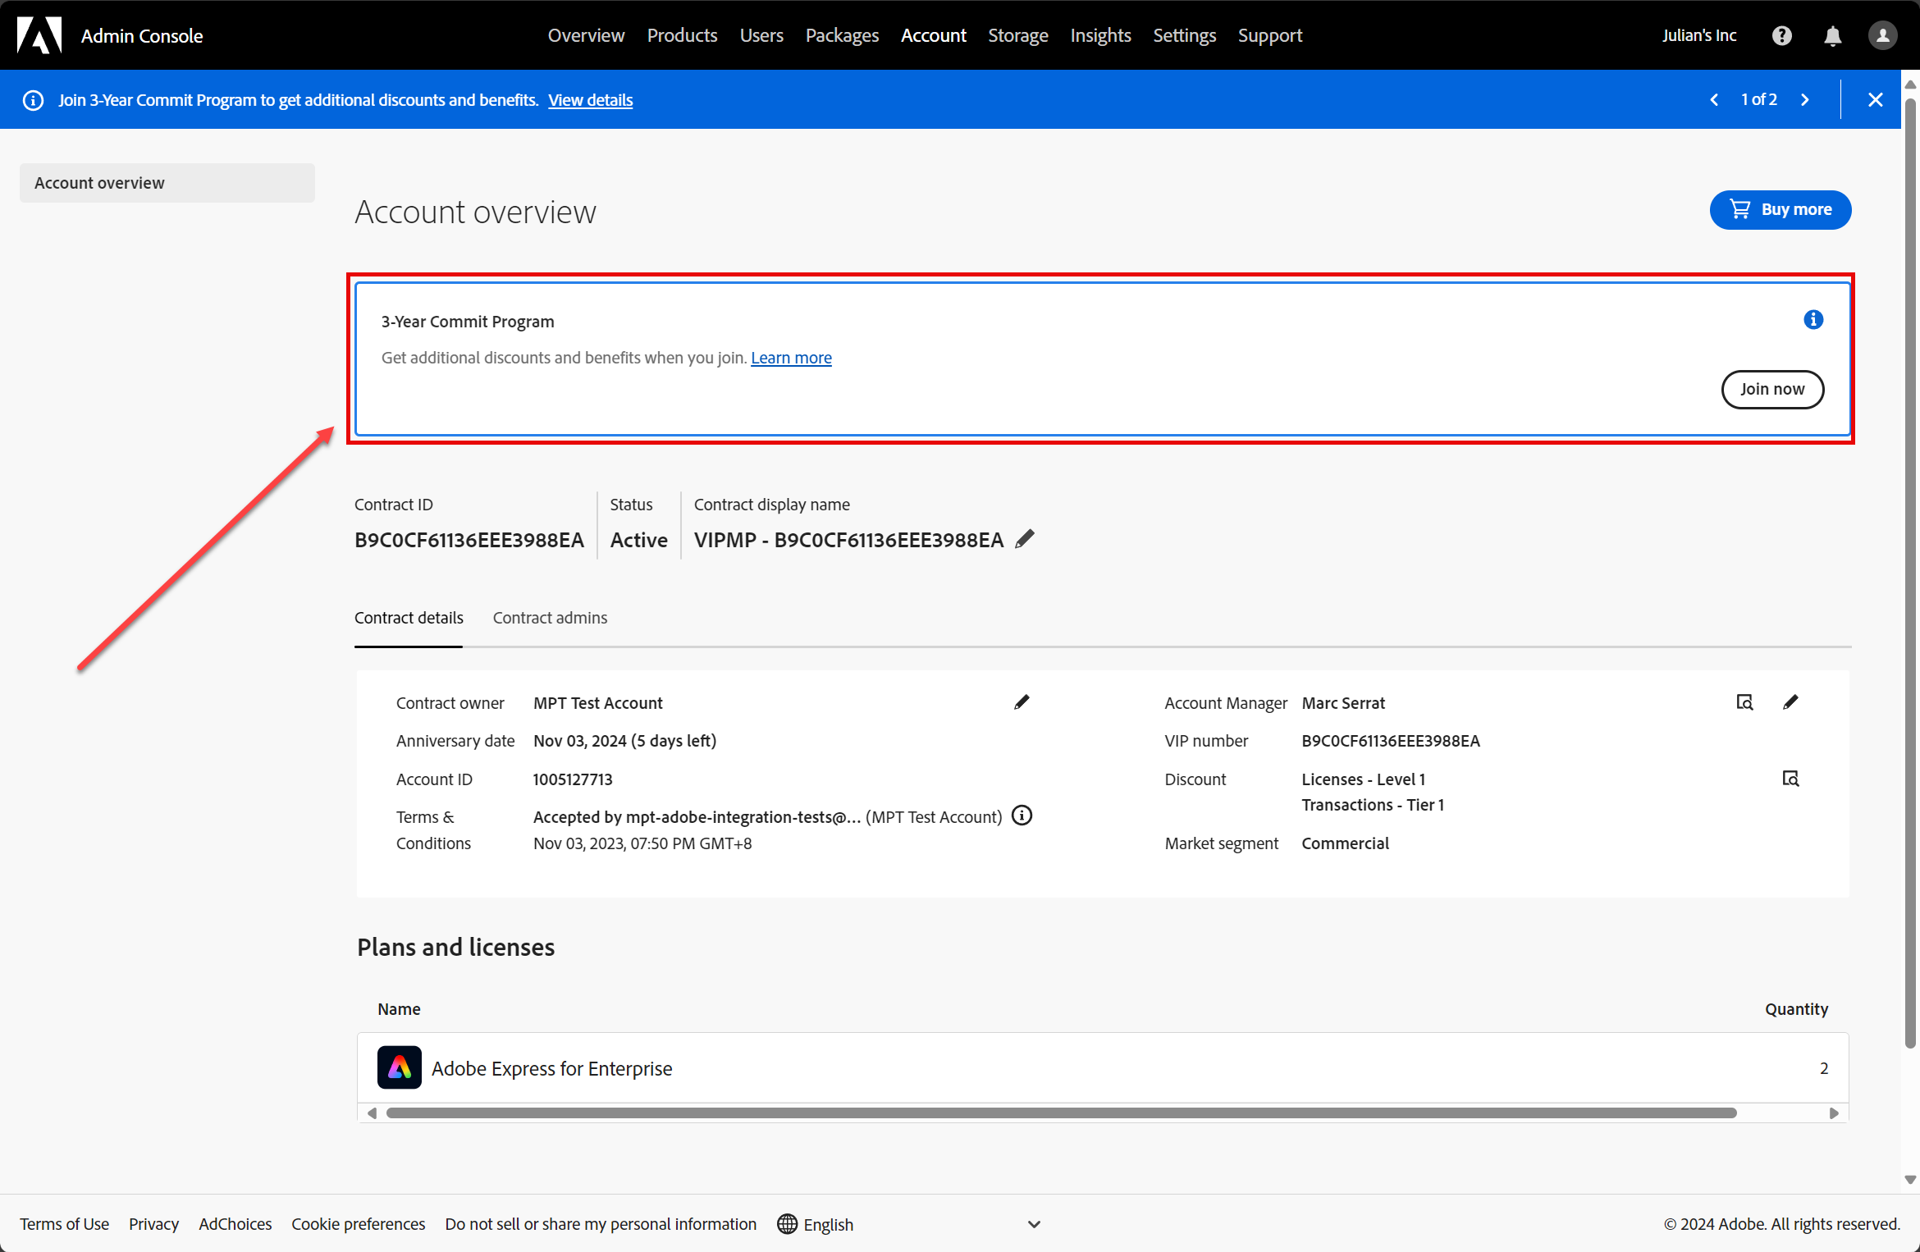 Admin Console
Overview Products Users Packages Account Storage Insights Settings Support
Julian's Inc
Join 3-Year Commit Program to get additional discounts and benefits. View details
1 of 2
Account overview
Account overview
Buy more
3-Year Commit Program
Get additional discounts and benefits when you join. Learn more
Join now
Contract ID
B9C0CF61136EEE3988EA
Status
Active
Contract display name
VIPMP - B9C0CF61136EEE3988EA
Contract details Contract admins
Contract owner MPT Test Account
Anniversary date Nov 03, 2024 (5 days left)
Account ID 1005127713
Terms & Conditions
Accepted by mpt-adobe-integration-tests@... (MPT Test Account)
Nov 03, 2023, 07:50 PM GMT+8
Account Manager Marc Serrat
VIP number B9C0CF61136EEE3988EA
Discount Licenses - Level 1
Transactions - Tier 1
Market segment Commercial
Plans and licenses
Name Quantity
Adobe Express for Enterprise 2
Terms of Use Privacy AdChoices Cookie preferences Do not sell or share my personal information English
© 2024 Adobe. All rights reserved.